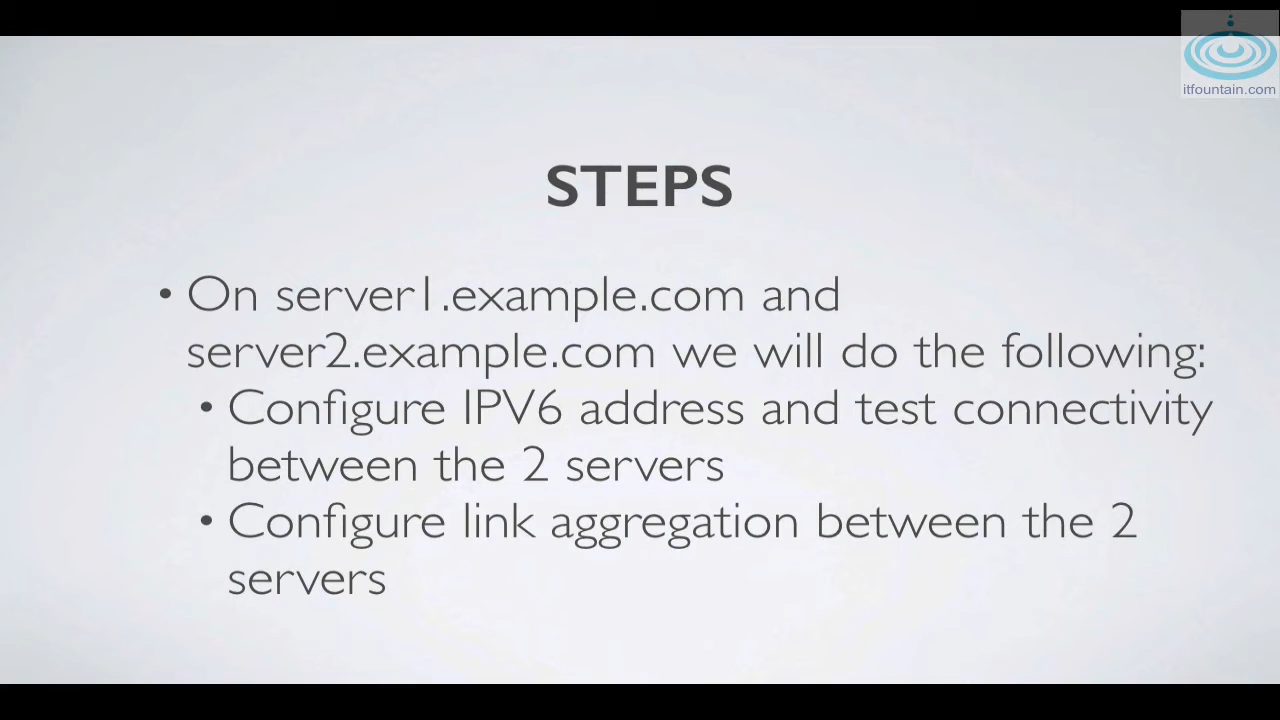 itfountain.com
STEPS
• On server1.example.com and
server2.example.com we will do the following:
• Configure IPV6 address and test connectivity
between the 2 servers
• Configure link aggregation between the 2
servers